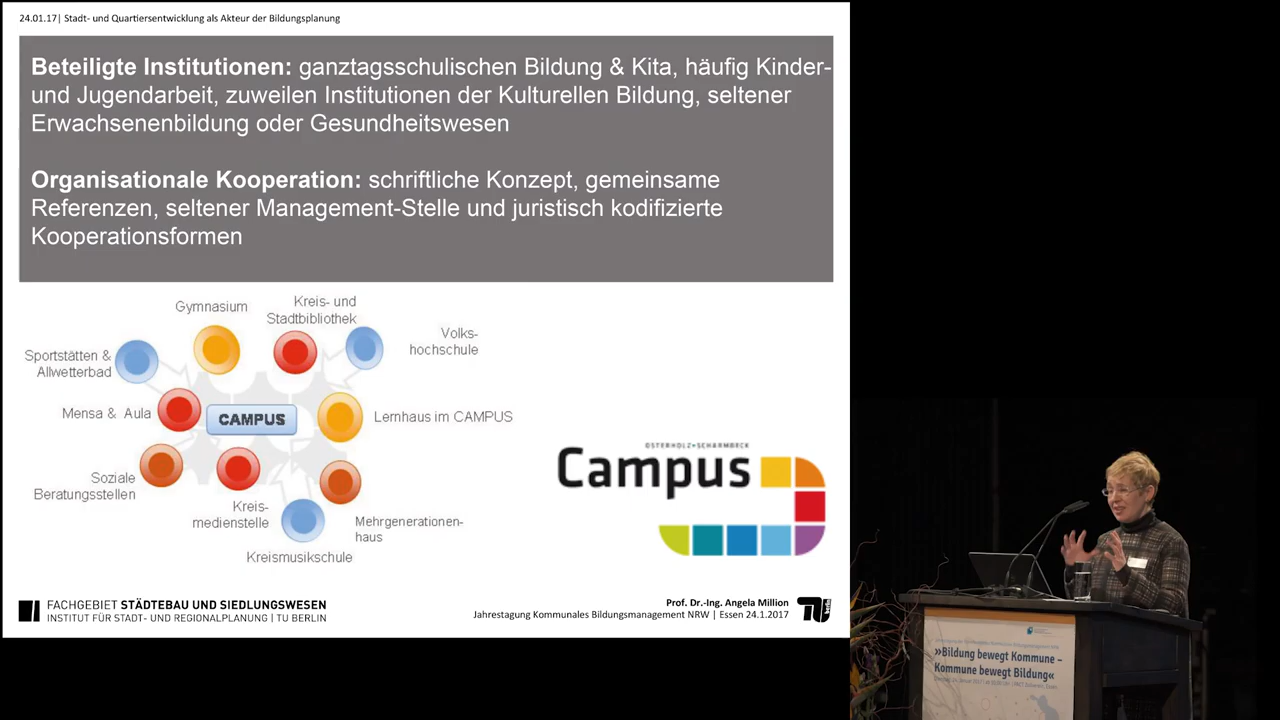 24.01.17| Stadt- und Quartiersentwicklung als Akteur der Bildungsplanung
Beteiligte Institutionen: ganztagsschulischen Bildung & Kita, häufig Kinder-
und Jugendarbeit, zuweilen Institutionen der Kulturellen Bildung, seltener
Erwachsenenbildung oder Gesundheitswesen
Organisationale Kooperation: schriftliche Konzept, gemeinsame
Referenzen, seltener Management-Stelle und juristisch kodifizierte
Kooperationsformen
Gymnasium
Kreis- und
Stadtbibliothek
Volks-
hochschule
Sportstätten &
Allwetterbad
Mensa & Aula
CAMPUS
Lernhaus im CAMPUS
Soziale
Beratungsstellen
Kreis-
medienstelle
Mehrgenerationen-
haus
Kreismusikschule
OSTERHOLZ-SCHARMBECK
Campus
FACHGEBIET STÄDTEBAU UND SIEDLUNGSWESEN
INSTITUT FÜR STADT- UND REGIONALPLANUNG | TU BERLIN
Prof. Dr.-Ing. Angela Million
Jahrestagung Kommunales Bildungsmanagement NRW | Essen 24.1.2017
berlin
»Bildung bewegt Kommune –
Kommune bewegt Bildung«